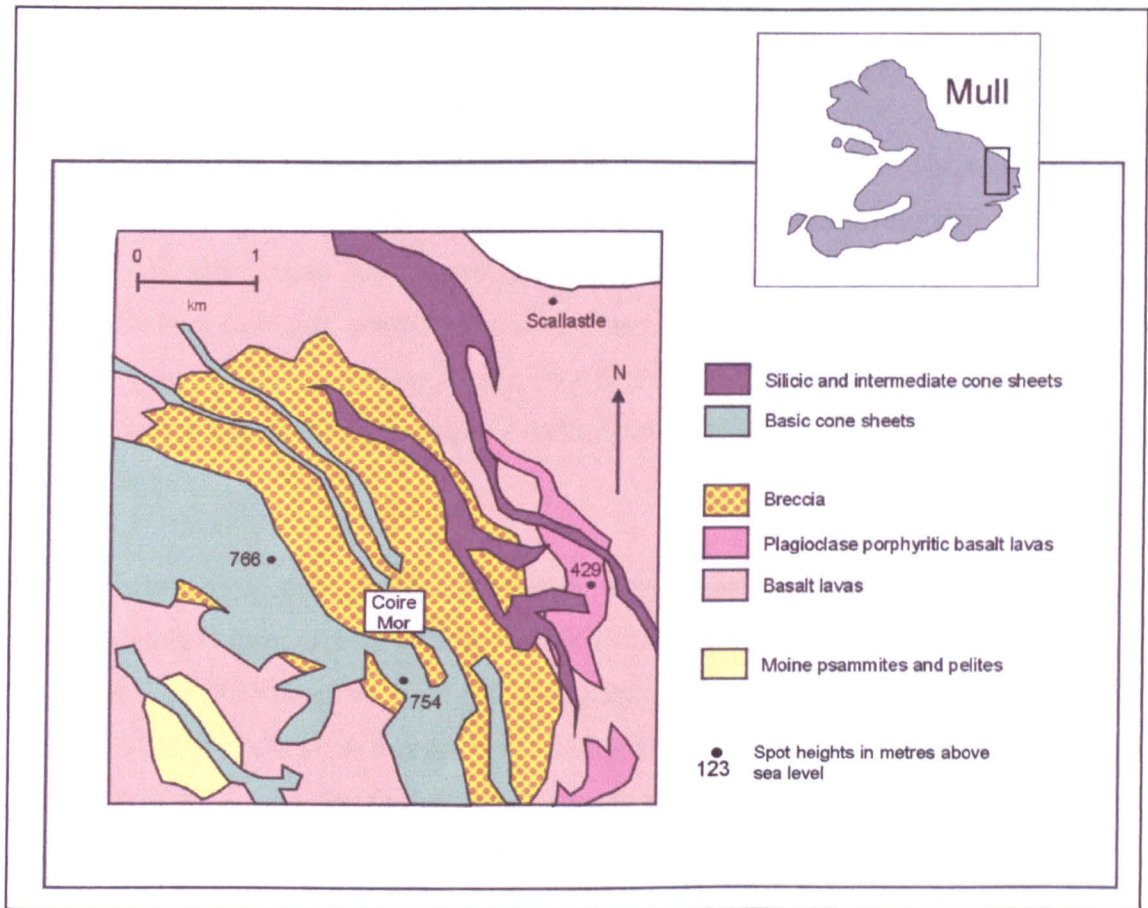 Mull
0 1
km
Scallastle
N
766
429
Coire
Mor
754
Silicic and intermediate cone sheets
Basic cone sheets
Breccia
Plagioclase porphyritic basalt lavas
Basalt lavas
Moine psammites and pelites
Spot heights in metres above
123 sea level